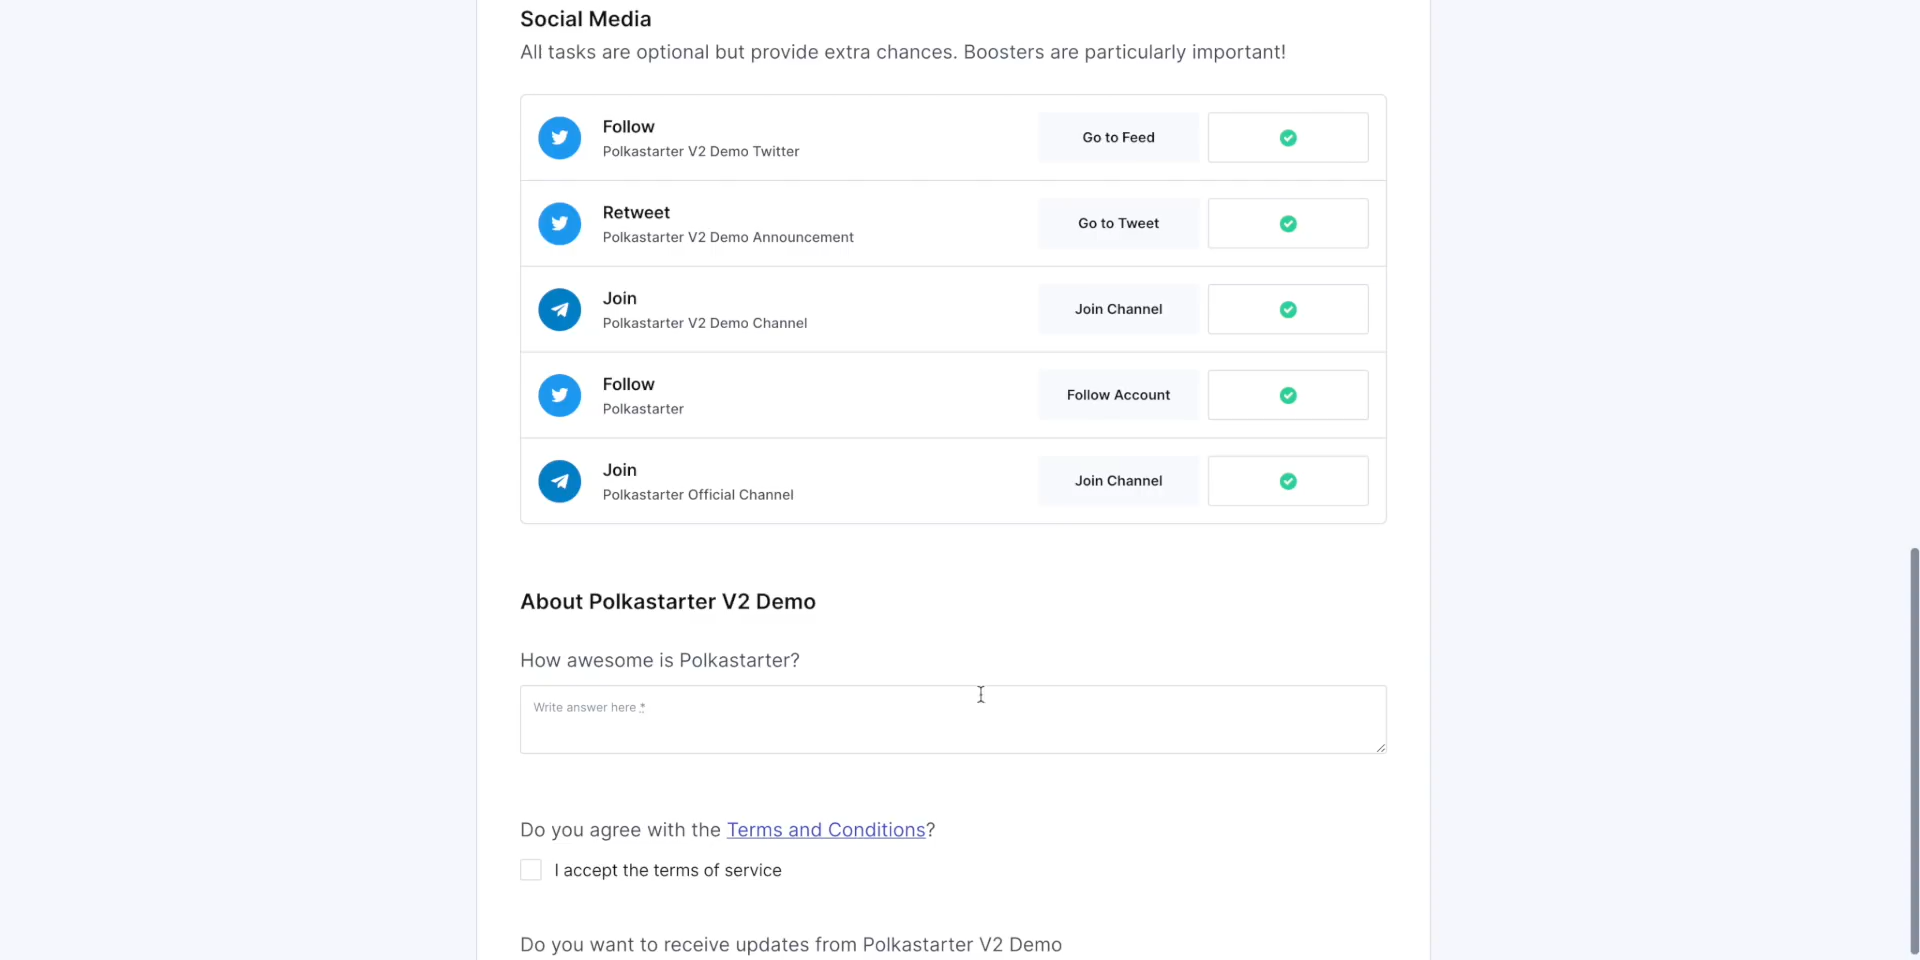 Social Media
All tasks are optional but provide extra chances. Boosters are particularly important!
Follow
Polkastarter V2 Demo Twitter
Go to Feed
Retweet
Polkastarter V2 Demo Announcement
Go to Tweet
Join
Polkastarter V2 Demo Channel
Join Channel
Follow
Polkastarter
Follow Account
Join
Polkastarter Official Channel
Join Channel
About Polkastarter V2 Demo
How awesome is Polkastarter?
Write answer here *
Do you agree with the Terms and Conditions?
I accept the terms of service
Do you want to receive updates from Polkastarter V2 Demo